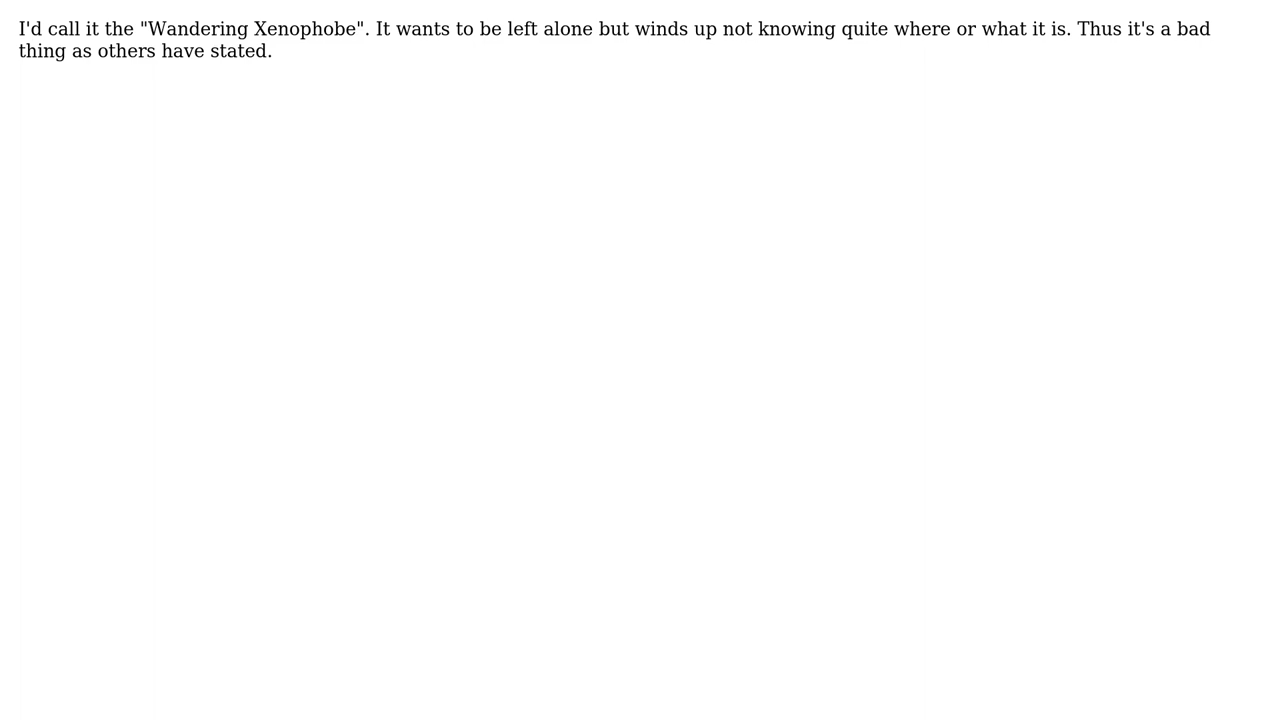 I'd call it the "Wandering Xenophobe". It wants to be left alone but winds up not knowing quite where or what it is. Thus it's a bad
thing as others have stated.